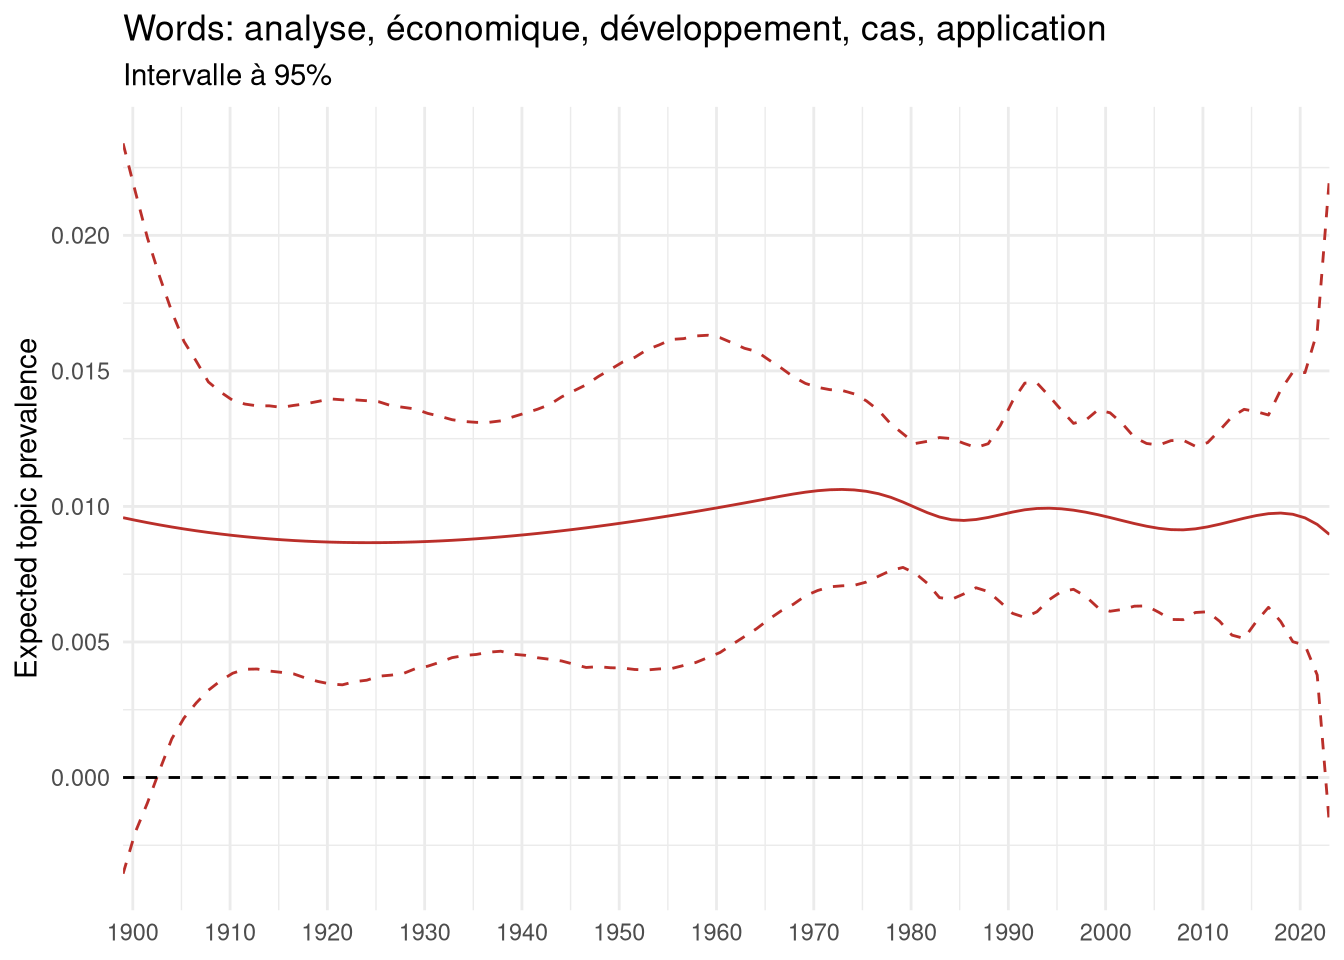 Words: analyse, économique, développement, cas, application
Intervalle à 95%
Expected topic prevalence
0.020
0.015
0.010
0.005
0.000
1900 1910 1920 1930 1940 1950 1960 1970 1980 1990 2000 2010 2020